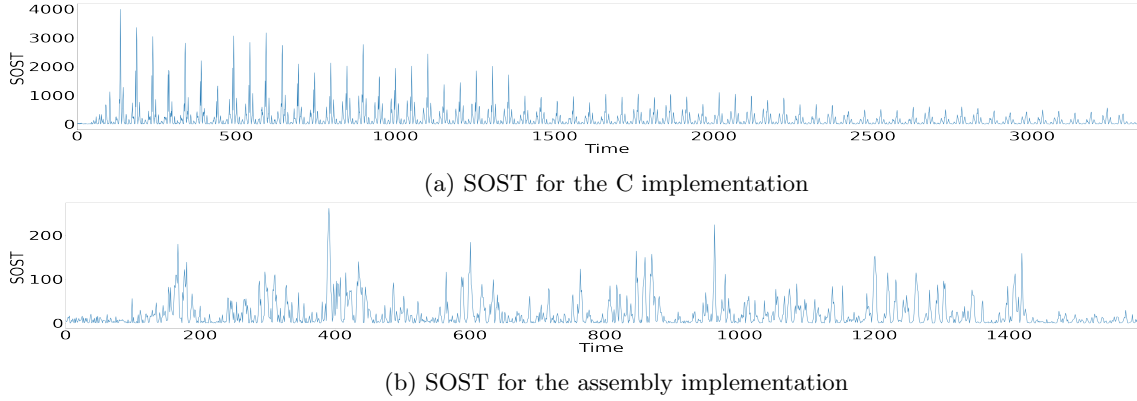 4000
3000
2000
1000
0
SOST
0 500 1000 1500 2000 2500 3000
Time
(a) SOST for the C implementation
200
100
0
SOST
0 200 400 600 800 1000 1200 1400
Time
(b) SOST for the assembly implementation